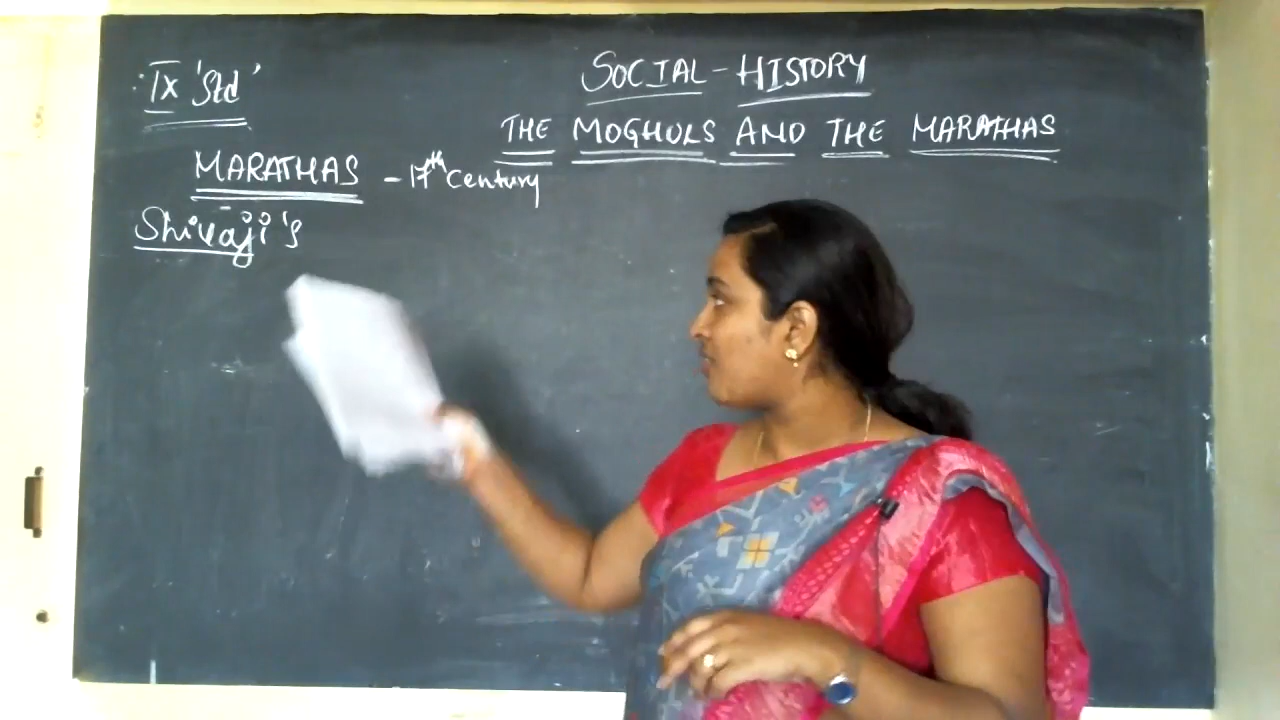 IX 'Std'
SOCIAL - HISTORY
THE MOGHULS AND THE MARATHAS
MARATHAS - 17th Century
Shivaji's